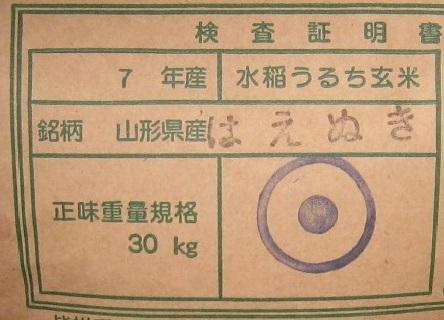 検査証明書
7 年産 水稲うるち玄米
銘柄 山形県産 はえぬき
正味重量規格
30 kg